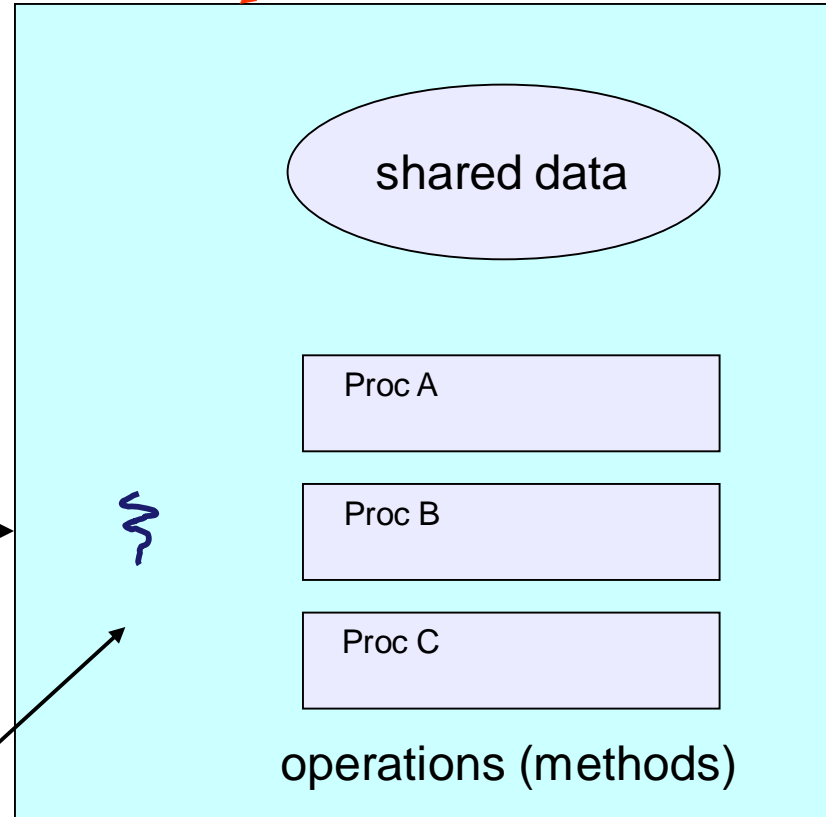 shared data
Proc A
Proc B
Proc C
operations (methods)